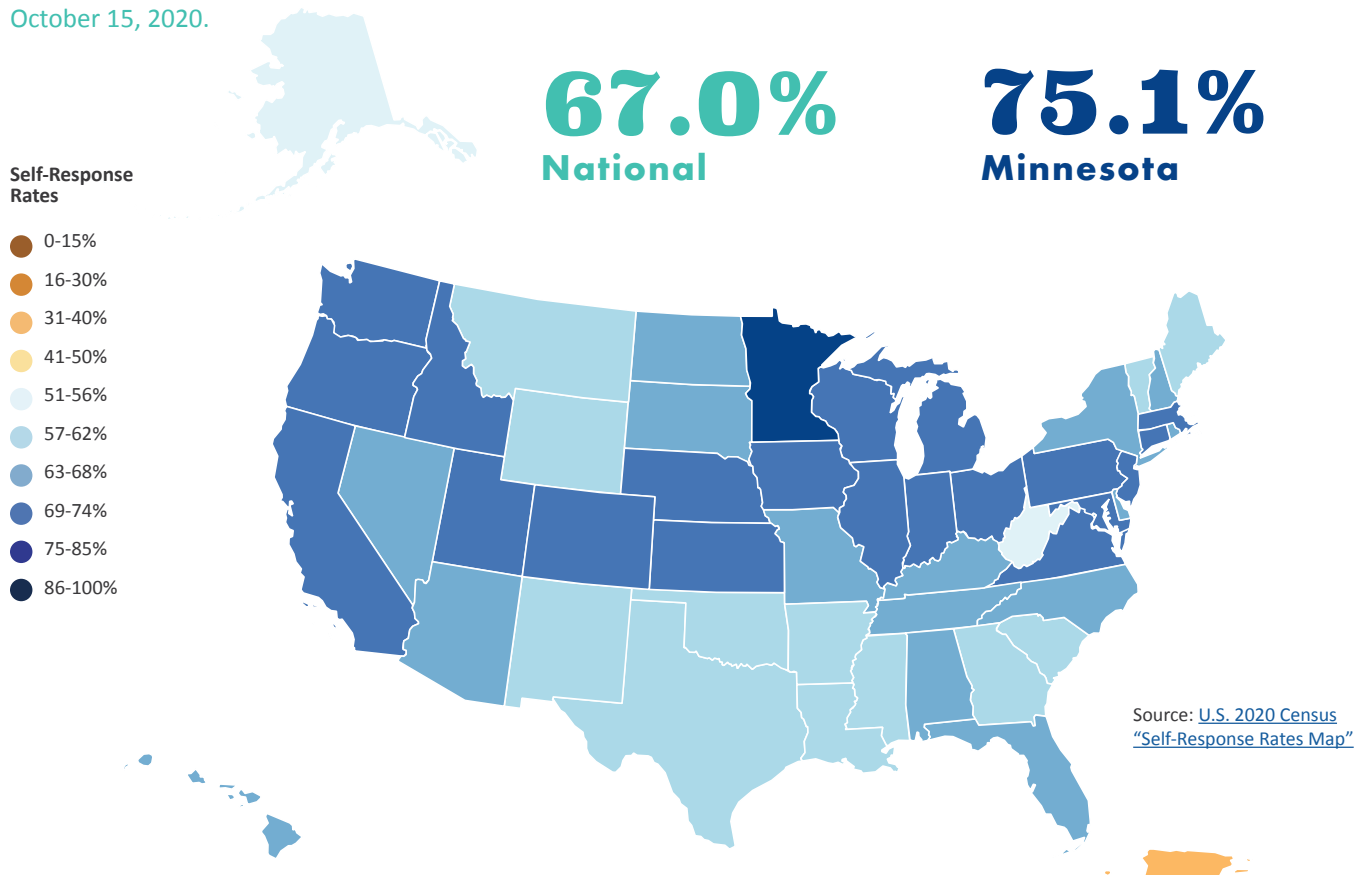 October 15, 2020.
67.0%
National
75.1%
Minnesota
Self-Response
Rates
0-15%
16-30%
31-40%
41-50%
51-56%
57-62%
63-68%
69-74%
75-85%
86-100%
Source: U.S. 2020 Census
"Self-Response Rates Map"